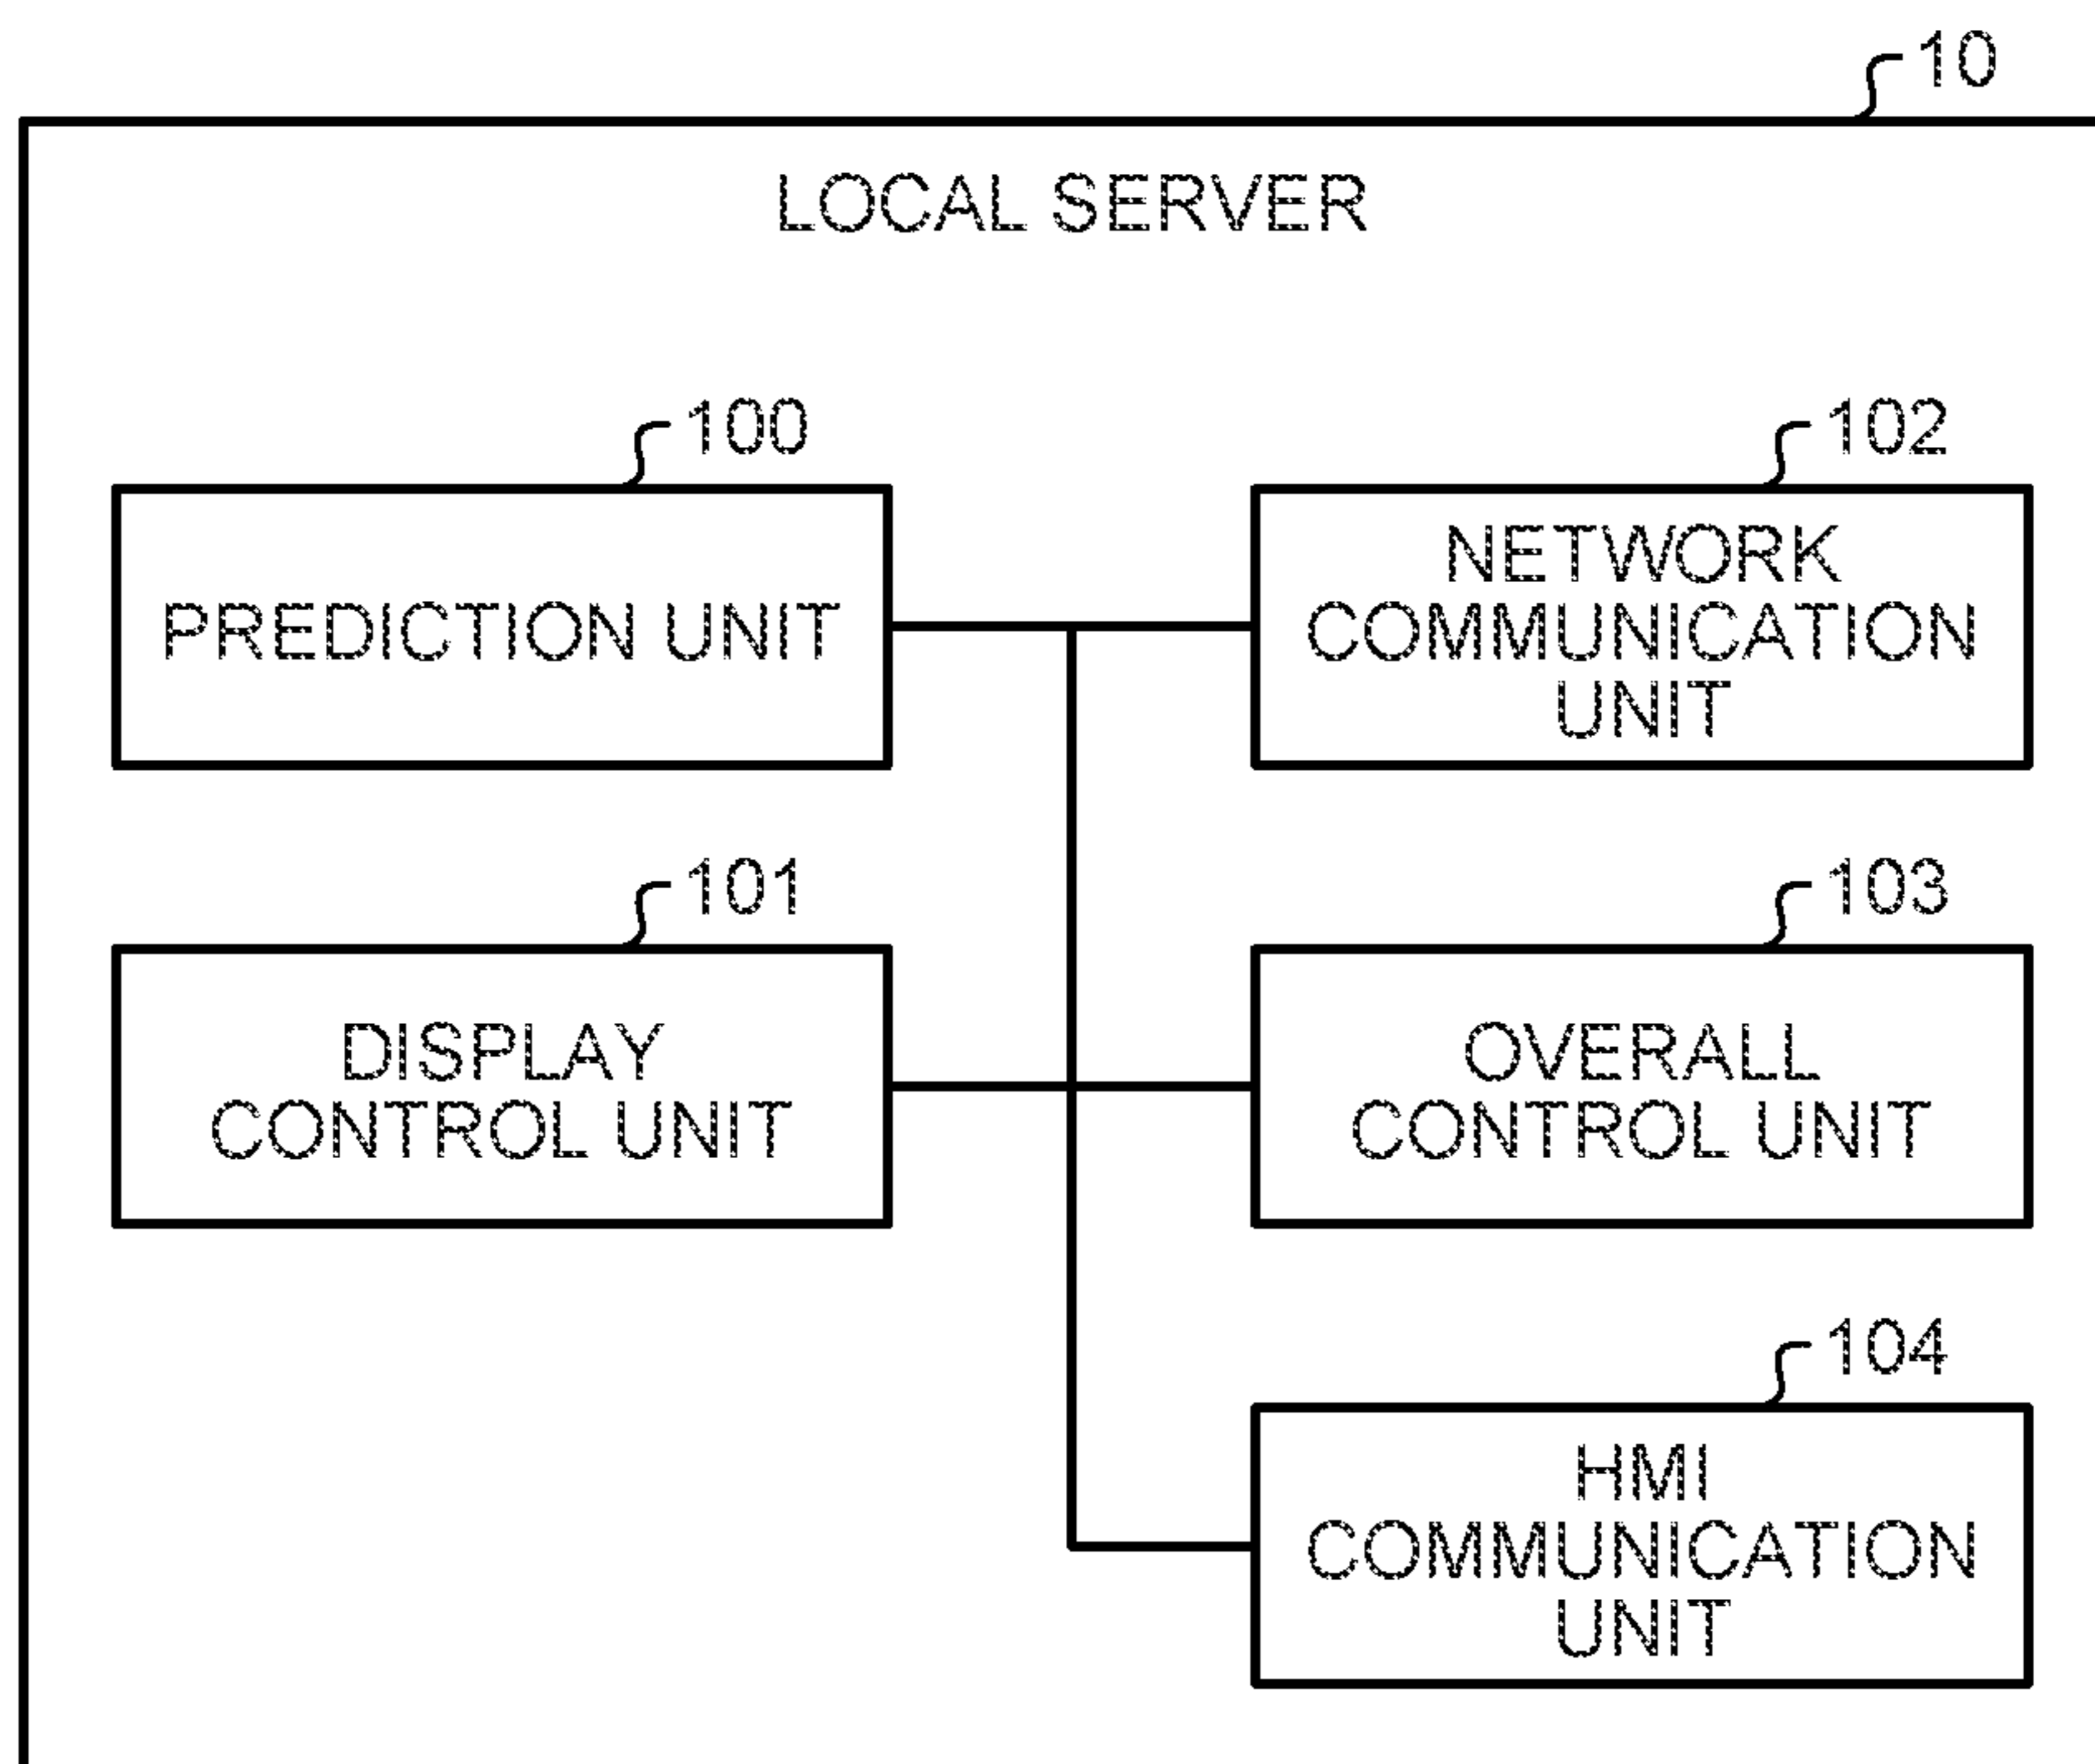 10
LOCAL SERVER
100
PREDICTION UNIT
102
NETWORK
COMMUNICATION
UNIT
101
DISPLAY
CONTROL UNIT
103
OVERALL
CONTROL UNIT
104
HMI
COMMUNICATION
UNIT